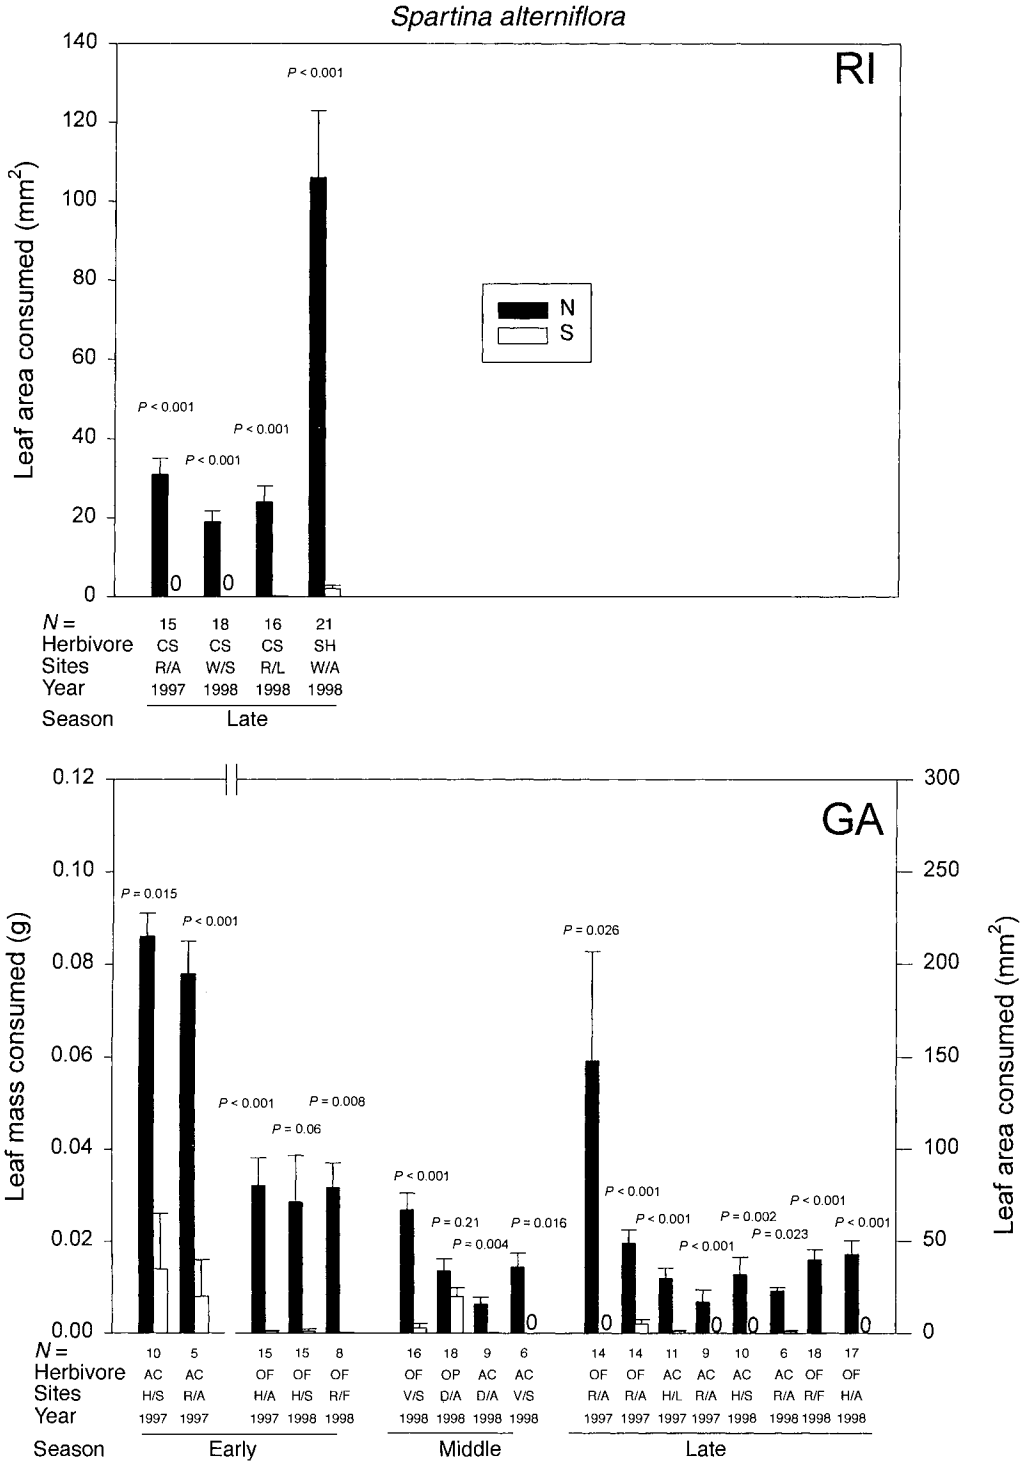 Spartina alterniflora
RI
Leaf area consumed (mm2)
140
120
100
80
60
40
20
0
P < 0.001
P < 0.001
P < 0.001
P < 0.001
0
0
N
S
N = 15 18 16 21
Herbivore CS CS CS SH
Sites R/A W/S R/L W/A
Year 1997 1998 1998 1998
Season Late
GA
Leaf mass consumed (g)
0.12
0.10
0.08
0.06
0.04
0.02
0.00
Leaf area consumed (mm2)
300
250
200
150
100
50
0
P = 0.015
P < 0.001
P < 0.001
P = 0.06
P = 0.008
P < 0.001
P = 0.21
P = 0.004
P = 0.016
P = 0.026
P < 0.001
P < 0.001
P < 0.001
P = 0.002
P = 0.023
P < 0.001
P < 0.001
0
0
0
0
0
N = 10 5 15 15 8 16 18 9 6 14 14 11 9 10 6 18 17
Herbivore AC AC OF OF OF OF OP AC AC OF OF AC AC AC AC OF OF
Sites H/S R/A H/A H/S R/F V/S D/A D/A V/S R/A R/A H/L R/A H/S R/A R/F H/A
Year 1997 1997 1997 1998 1998 1998 1998 1998 1998 1997 1997 1997 1997 1998 1998 1998 1998
Season Early Middle Late